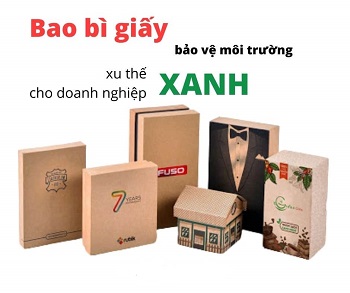 Bao bì giấy
bảo vệ môi trường
xu thế
cho doanh nghiệp XANH
7 YEARS
FUSO